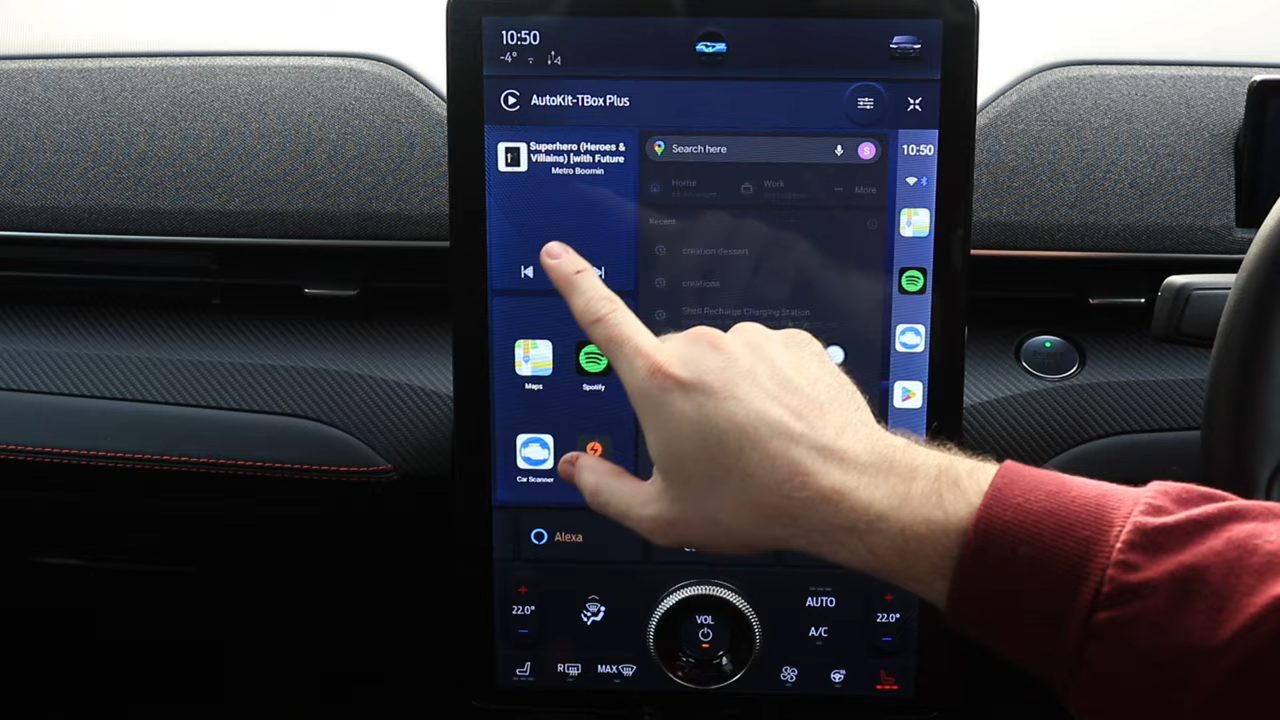 10:50
-4°
AutoKit-TBox Plus
Superhero (Heroes &
Villains) [with Future
Metro Boomin
Search here
S
10:50
Home
Work
More
Recent
creation dessert
creations
Shell Recharge Charging Station
Maps
Spotify
Car Scanner
Alexa
22.0°
VOL
AUTO
A/C
22.0°
R
MAX